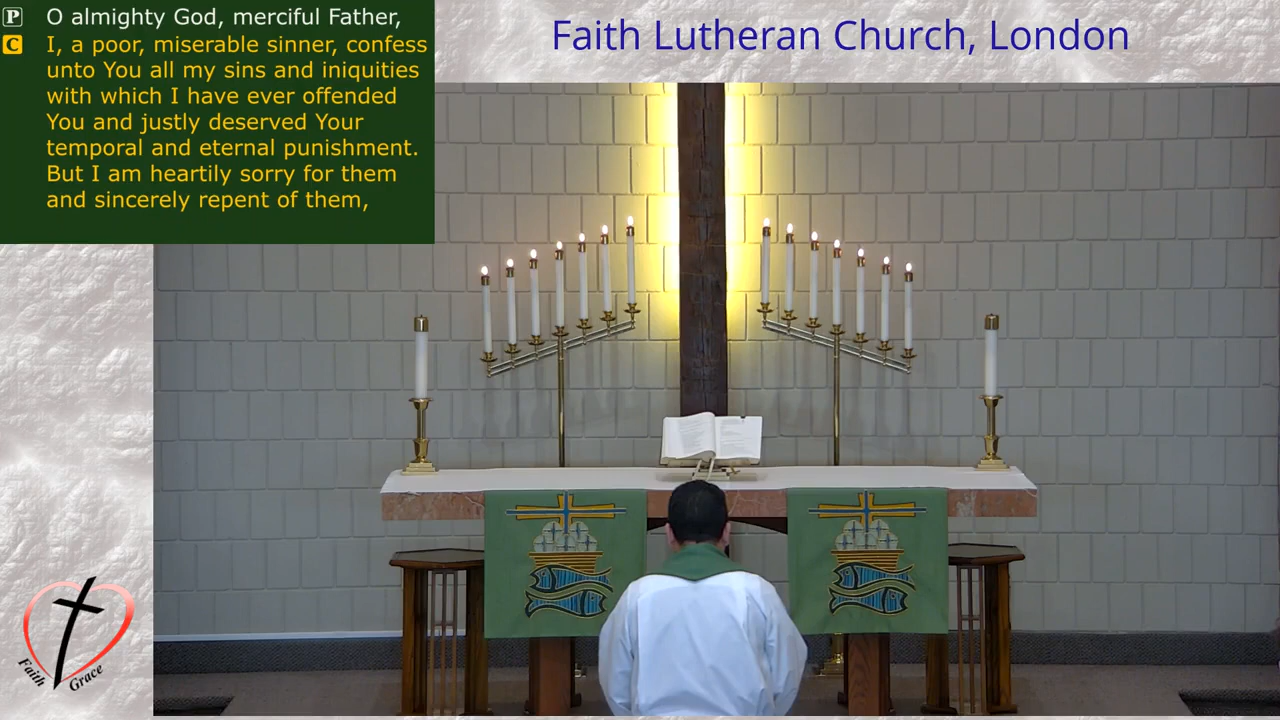 P O almighty God, merciful Father,
C I, a poor, miserable sinner, confess
unto You all my sins and iniquities
with which I have ever offended
You and justly deserved Your
temporal and eternal punishment.
But I am heartily sorry for them
and sincerely repent of them,
Faith Lutheran Church, London
Faith Grace